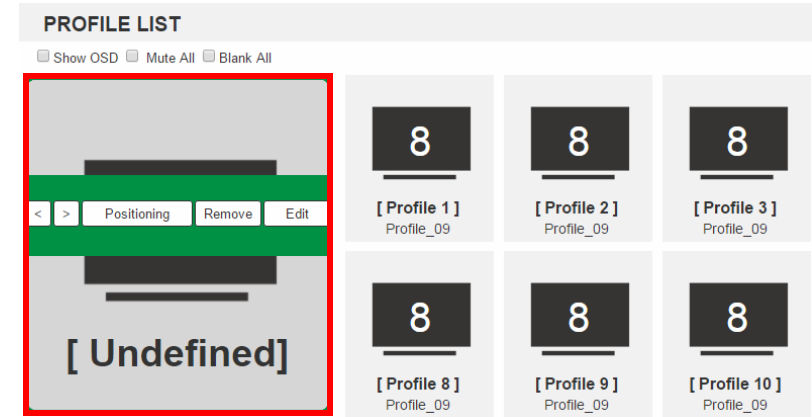 PROFILE LIST
Show OSD Mute All Blank All
< > Positioning Remove Edit
[ Undefined]
8 8 8
[ Profile 1 ] [ Profile 2 ] [ Profile 3 ]
Profile_09 Profile_09 Profile_09
8 8 8
[ Profile 8 ] [ Profile 9 ] [ Profile 10 ]
Profile_09 Profile_09 Profile_09